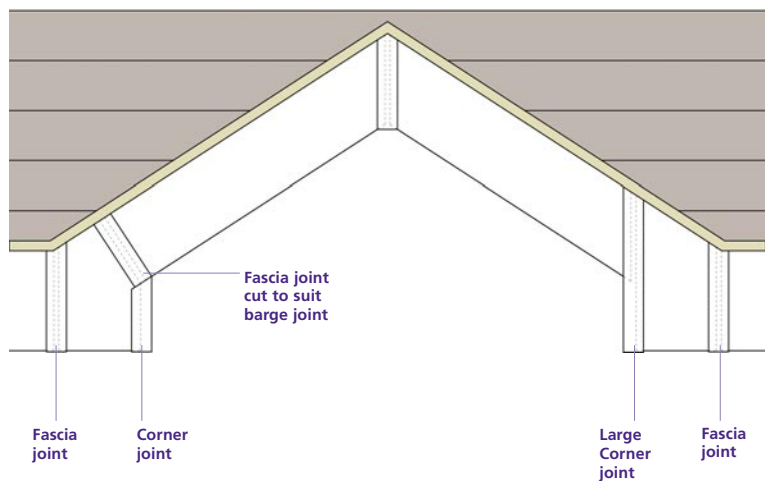 Fascia joint
cut to suit
barge joint
Fascia
joint
Corner
joint
Large
Corner
joint
Fascia
joint